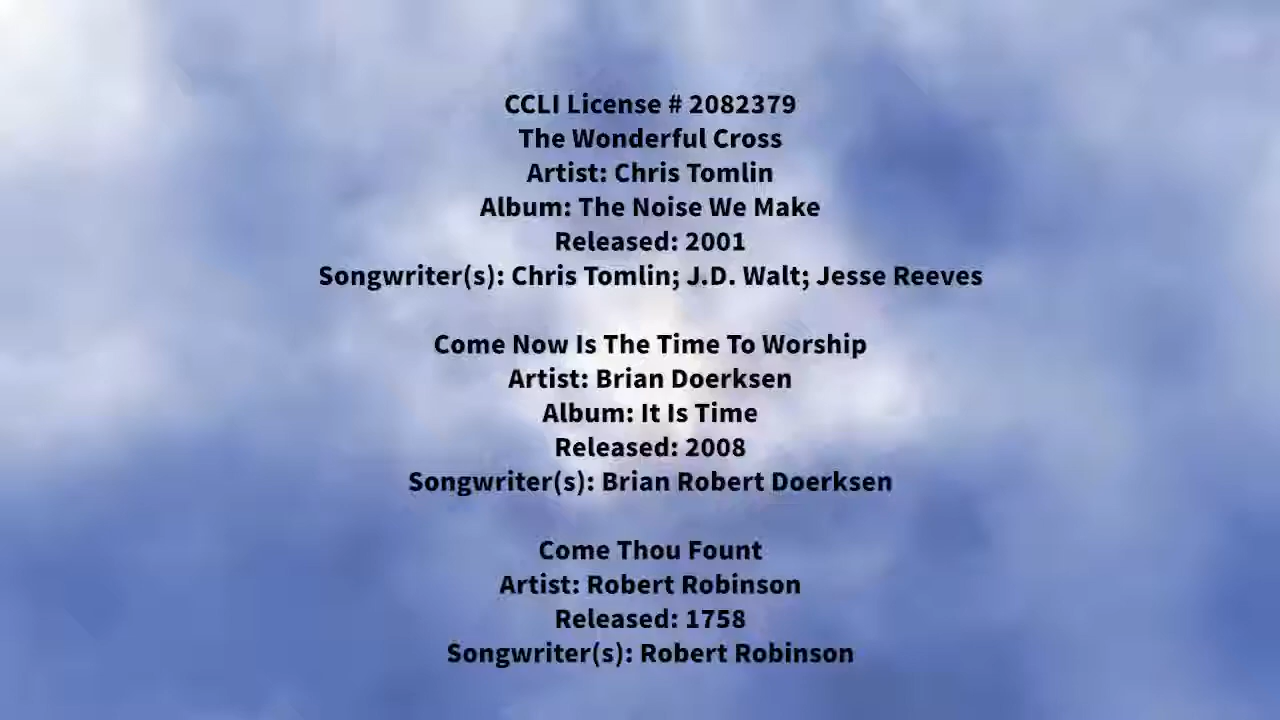 CCLI License # 2082379
The Wonderful Cross
Artist: Chris Tomlin
Album: The Noise We Make
Released: 2001
Songwriter(s): Chris Tomlin; J.D. Walt; Jesse Reeves
Come Now Is The Time To Worship
Artist: Brian Doerksen
Album: It Is Time
Released: 2008
Songwriter(s): Brian Robert Doerksen
Come Thou Fount
Artist: Robert Robinson
Released: 1758
Songwriter(s): Robert Robinson